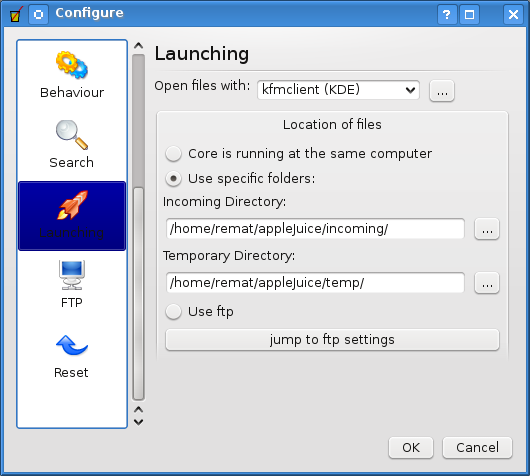 Configure
Behaviour
Search
Launching
FTP
Reset
Launching
Open files with: kfmclient (KDE) ...
Location of files
Core is running at the same computer
Use specific folders:
Incoming Directory:
/home/remat/appleJuice/incoming/ ...
Temporary Directory:
/home/remat/appleJuice/temp/ ...
Use ftp
jump to ftp settings
OK Cancel